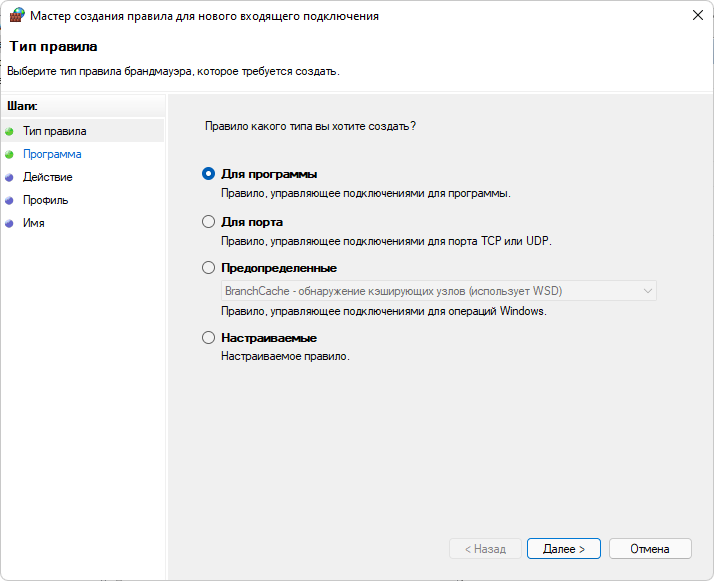 Мастер создания правила для нового входящего подключения
Тип правила
Выберите тип правила брандмауэра, которое требуется создать.
Шаги:
Тип правила
Программа
Действие
Профиль
Имя
Правило какого типа вы хотите создать?
Для программы
Правило, управляющее подключениями для программы.
Для порта
Правило, управляющее подключениями для порта TCP или UDP.
Предопределенные
BranchCache - обнаружение кэширующих узлов (использует WSD)
Правило, управляющее подключениями для операций Windows.
Настраиваемые
Настраиваемое правило.
< Назад
Далее >
Отмена